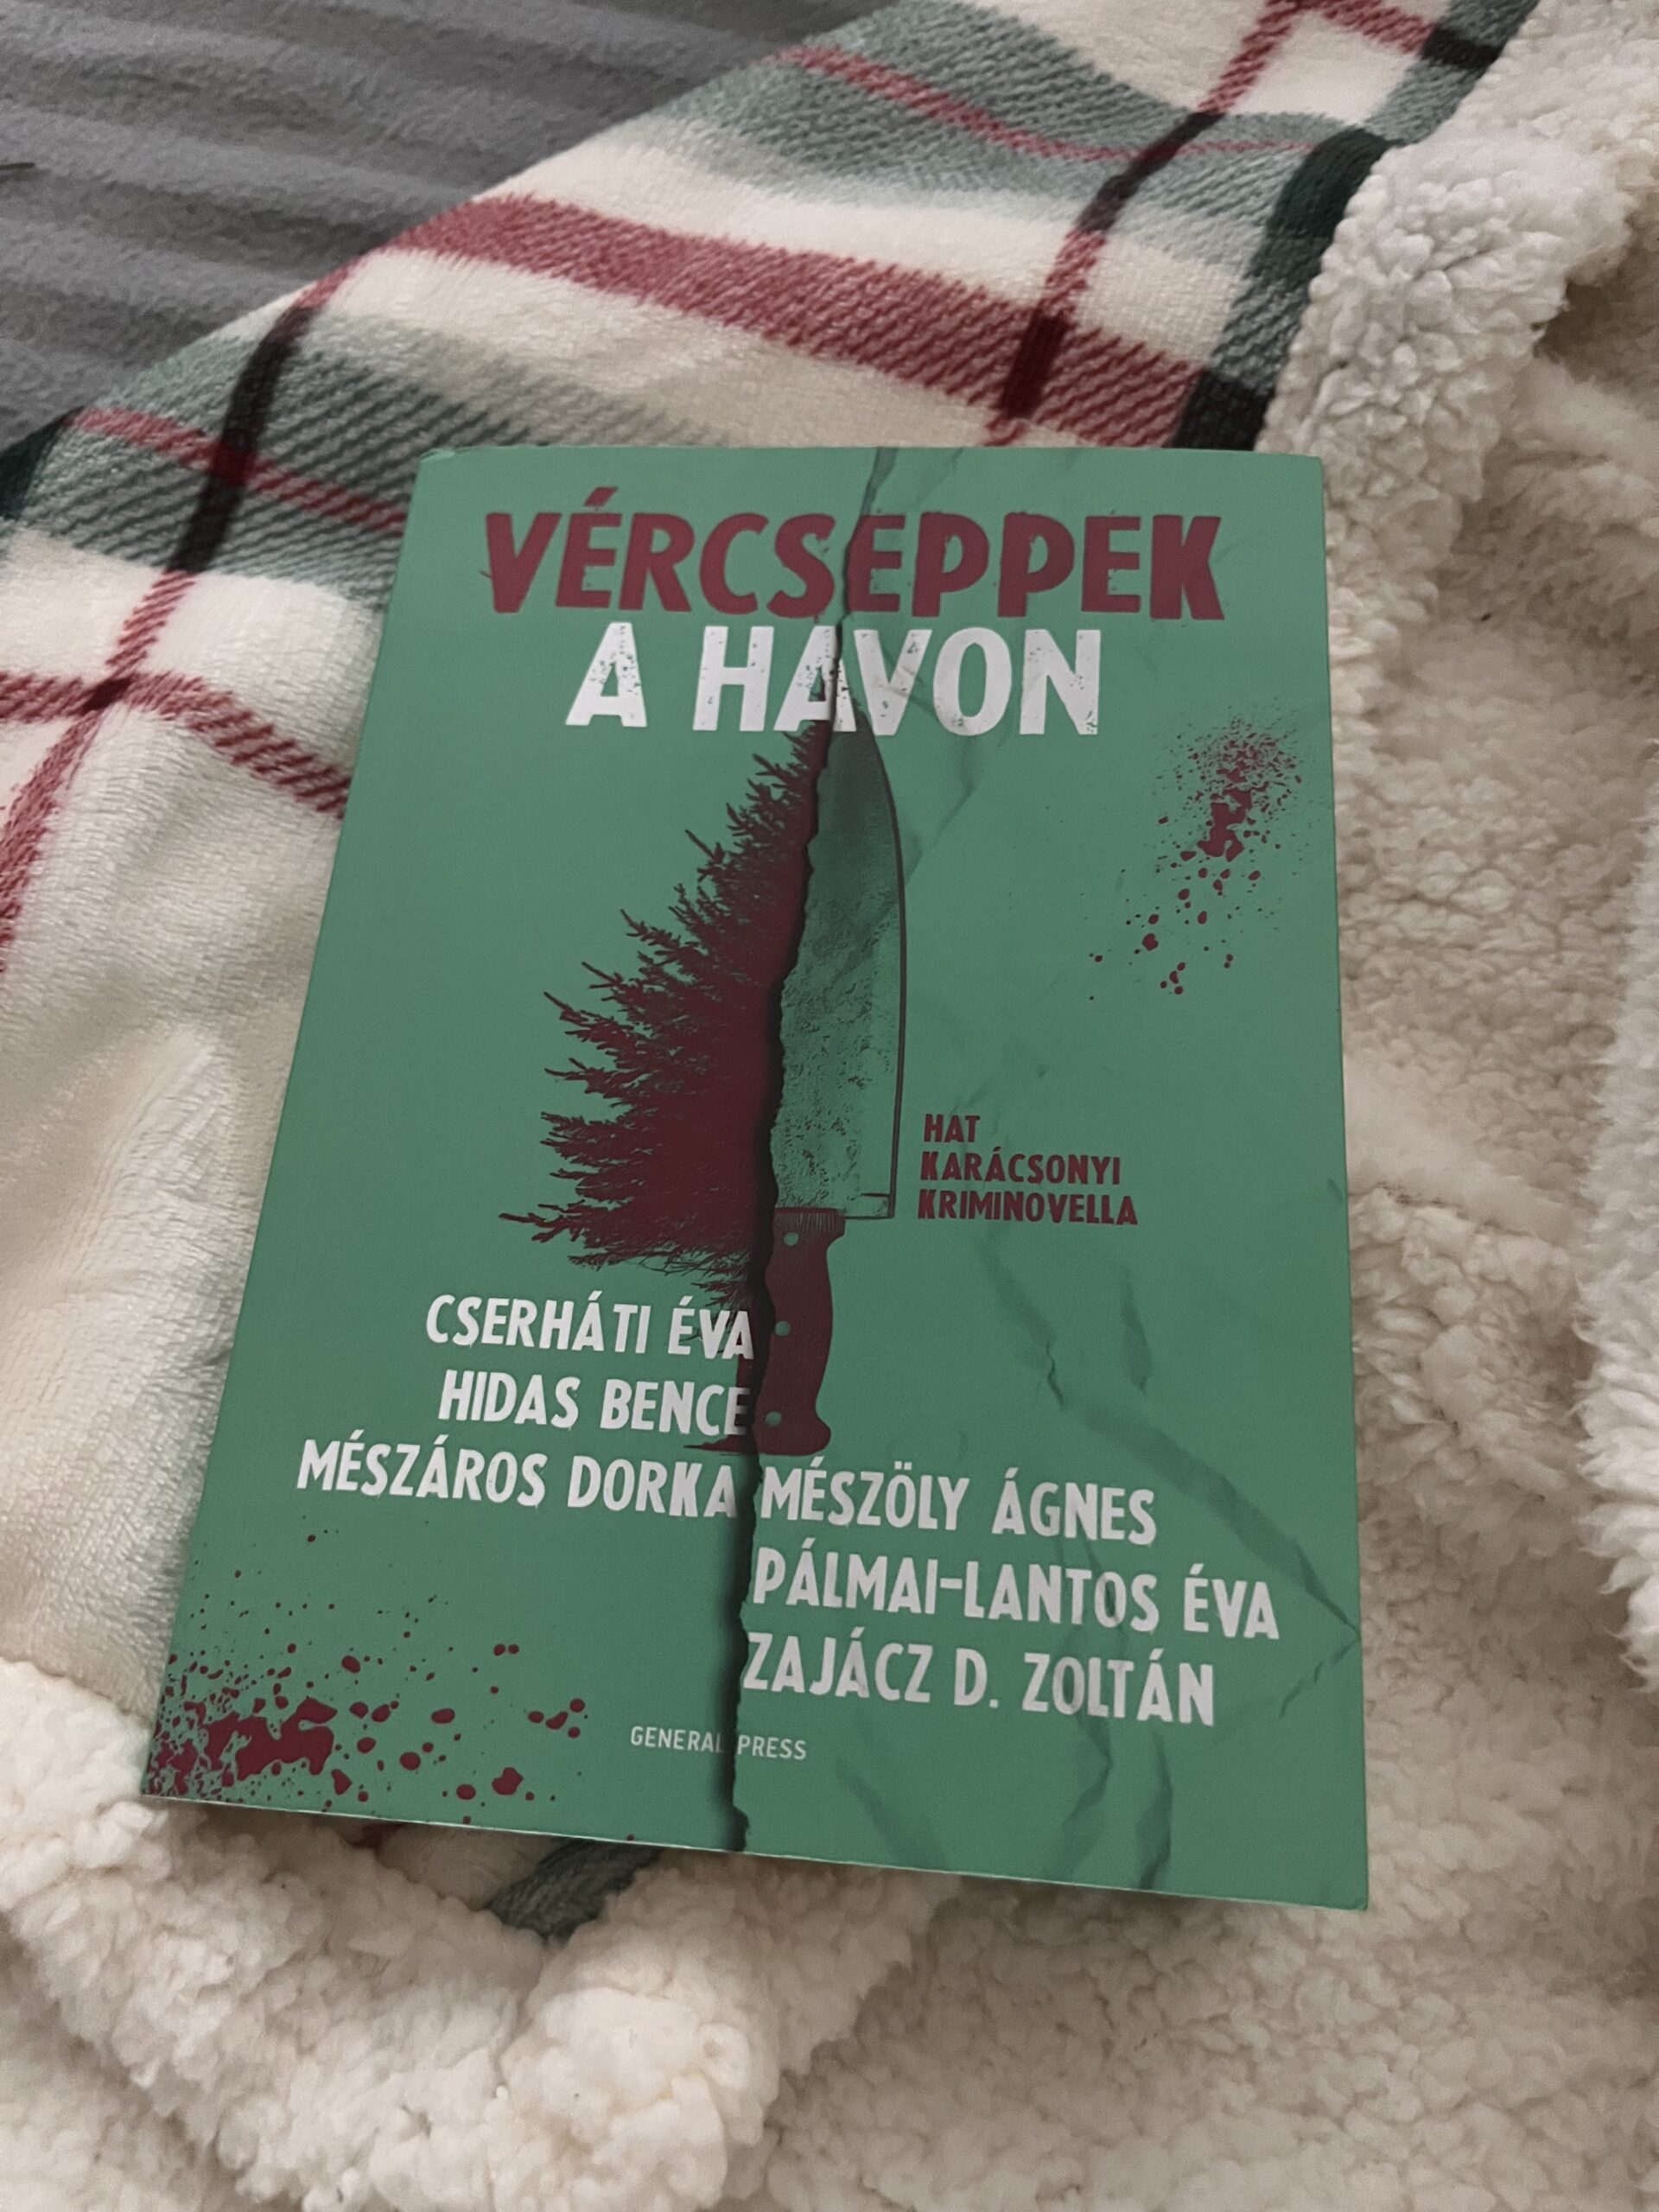 VÉRCSEPPEK
A HAVON
HAT
KARÁCSONYI
KRIMINOVELLA
CSERHÁTI ÉVA
HIDAS BENCE
MÉSZÁROS DORKA
MÉSZÖLY ÁGNES
PÁLMAI-LANTOS ÉVA
ZAJÁCZ D. ZOLTÁN
GENERAL PRESS